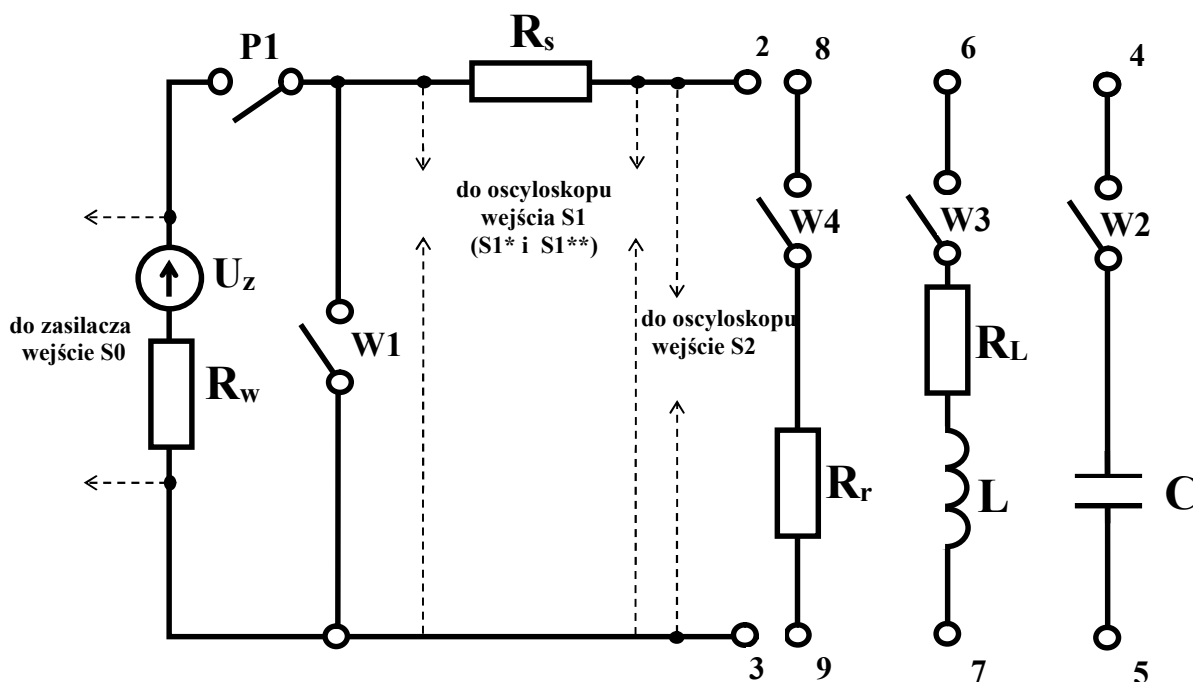 P1
Rs
2
8
6
4
do oscyloskopu
wejścia S1
(S1* i S1**)
W4
W3
W2
Uz
do zasilacza
wejście S0
do oscyloskopu
wejście S2
W1
RL
Rw
Rr
L
C
3
9
7
5